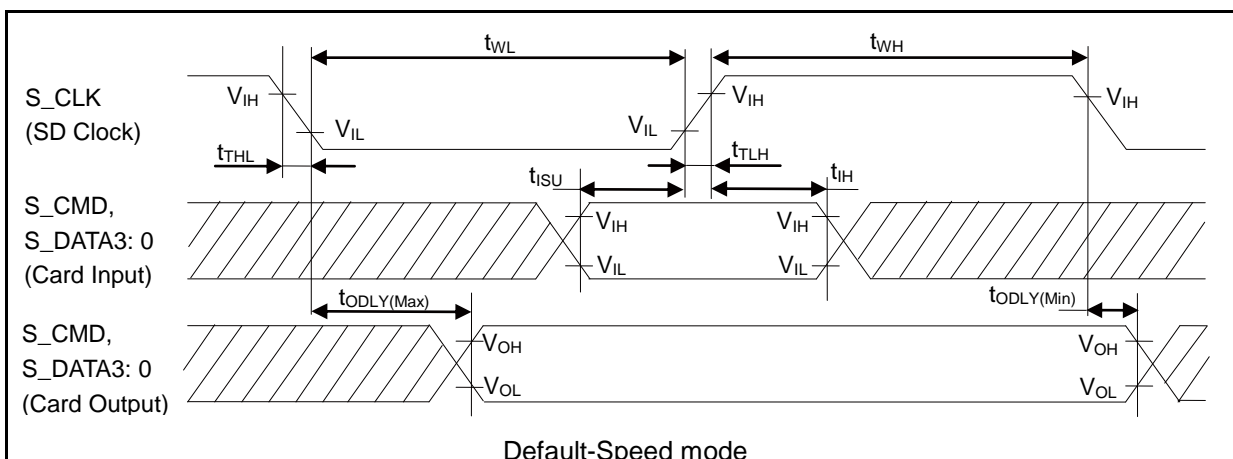 tWL
tWH
S_CLK
(SD Clock)
VIH
VIL
VIL
VIH
VIH
tTHL
tTLH
tISU
tIH
S_CMD,
S_DATA3: 0
(Card Input)
VIH
VIL
VIH
VIL
tODLY(Max)
tODLY(Min)
S_CMD,
S_DATA3: 0
(Card Output)
VOH
VOL
VOH
VOL
Default-Speed mode